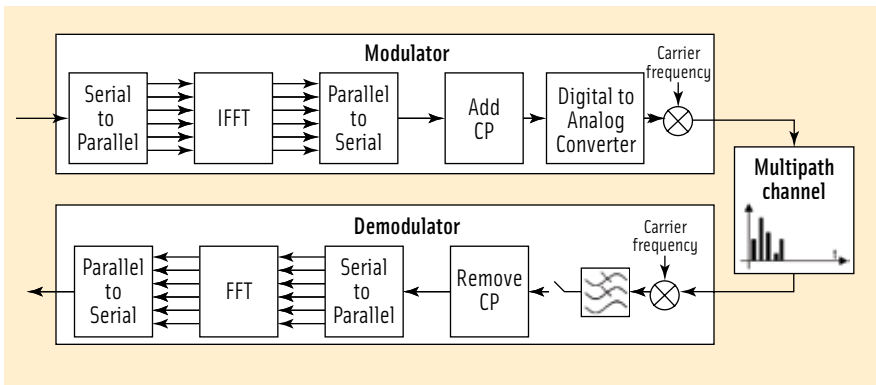 Modulator
Carrier
frequency
Serial
to
Parallel
IFFT
Parallel
to
Serial
Add
CP
Digital to
Analog
Converter
Multipath
channel
t
Demodulator
Carrier
frequency
Parallel
to
Serial
FFT
Serial
to
Parallel
Remove
CP